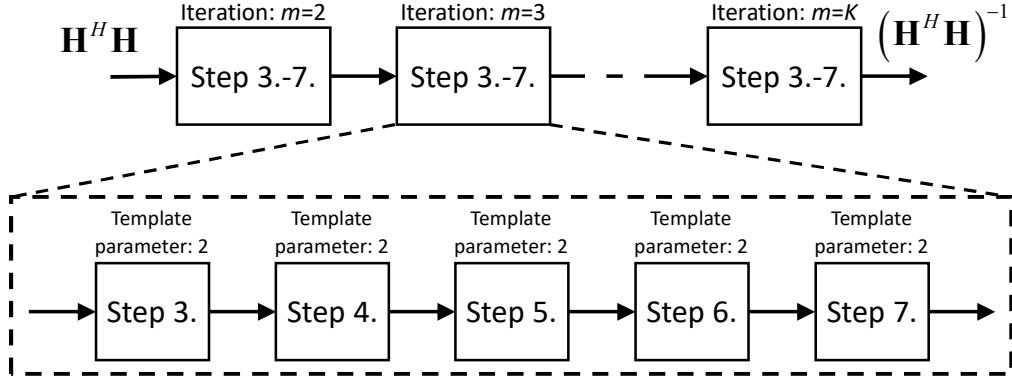 Iteration: m=2
Iteration: m=3
Iteration: m=K
H^H H
Step 3.-7.
Step 3.-7.
Step 3.-7.
(H^H H)^{-1}
Template
parameter: 2
Template
parameter: 2
Template
parameter: 2
Template
parameter: 2
Template
parameter: 2
Step 3.
Step 4.
Step 5.
Step 6.
Step 7.